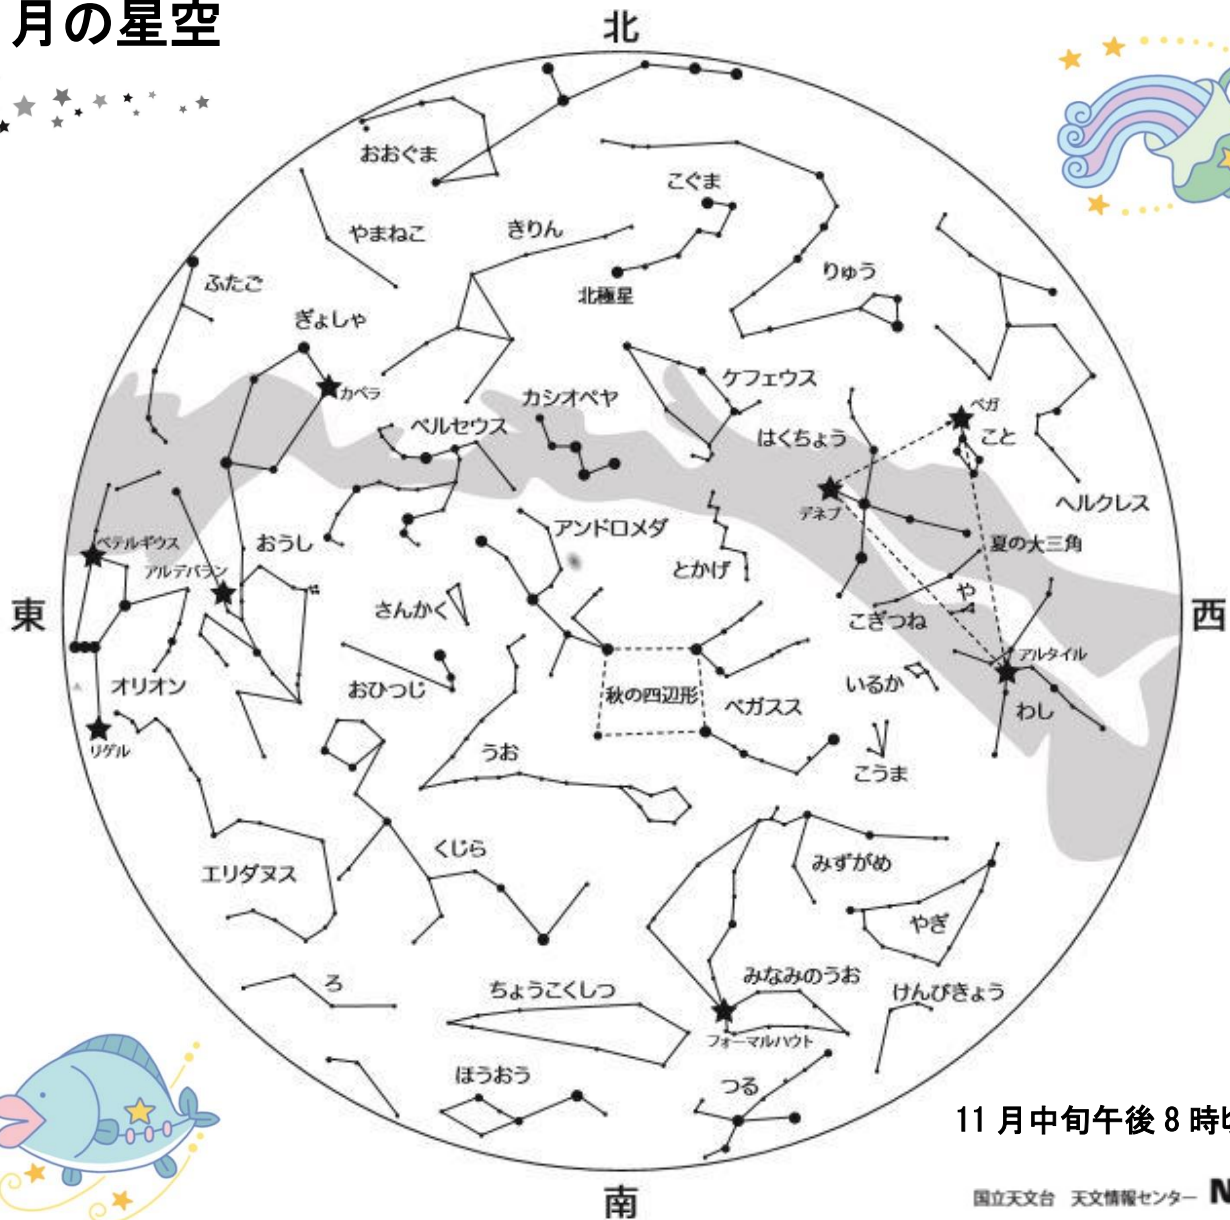 月の星空
北
おおぐま
こぐま
やまねこ
きりん
りゅう
ふたご
北極星
ぎょしゃ
ケフェウス
カペラ
カシオペヤ
ベガ
ペルセウス
はくちょう
こと
ヘルクレス
デネブ
アンドロメダ
ベテルギウス
おうし
夏の大三角
アルデバラン
とかげ
や
東
さんかく
こぎつね
西
アルタイル
オリオン
おひつじ
秋の四辺形
いるか
ペガスス
わし
リゲル
うお
こうま
くじら
みずがめ
エリダヌス
やぎ
ろ
ちょうこくしつ
みなみのうお
けんびきょう
フォーマルハウト
ほうおう
つる
11月中旬午後8時
国立天文台 天文情報センター
南